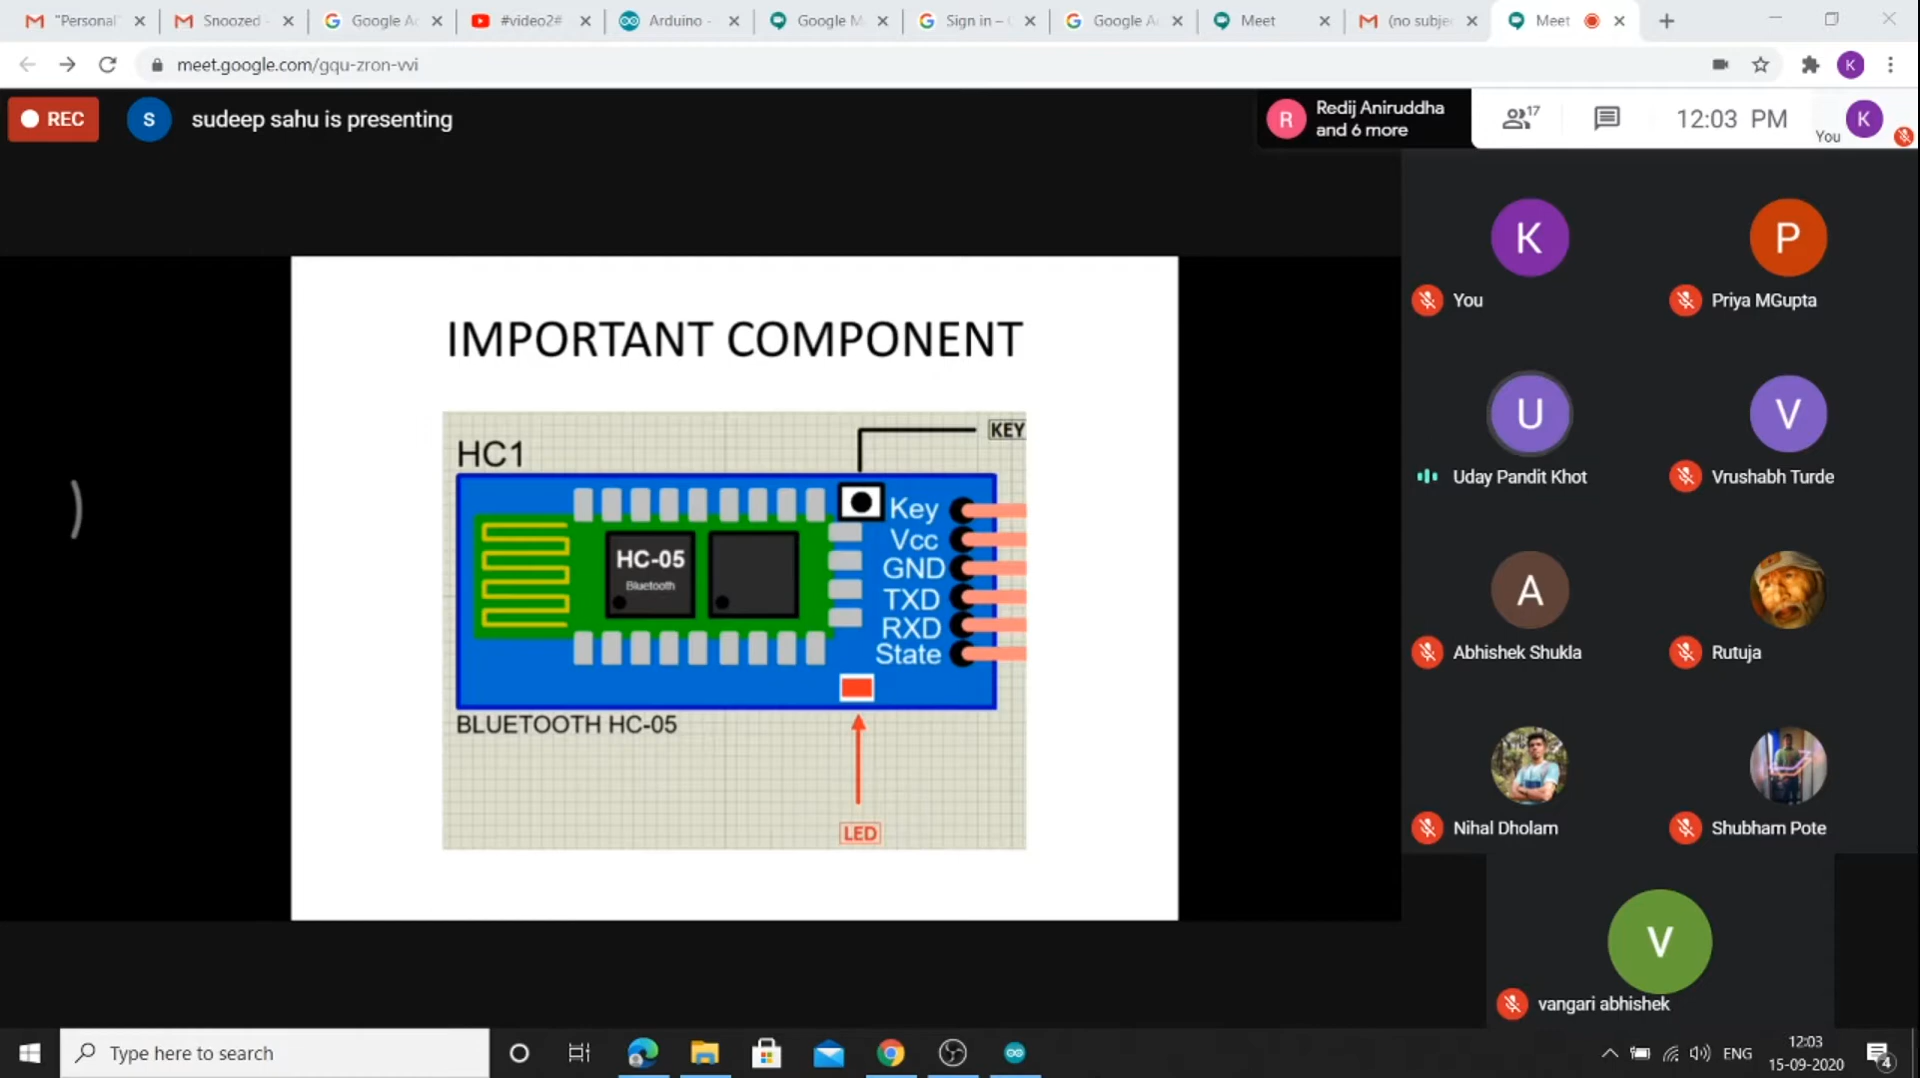 "Personal"
Snoozed -
Google Ac
#video2#
Arduino -
Google M
Sign in –
Google A
Meet
(no subje
Meet
meet.google.com/gqu-zron-vvi
K
REC
S
sudeep sahu is presenting
R
Redij Aniruddha
and 6 more
17
12:03 PM
You
K
IMPORTANT COMPONENT
KEY
HC1
Key
Vcc
GND
TXD
RXD
State
HC-05
Bluetooth
BLUETOOTH HC-05
LED
K
You
P
Priya MGupta
U
Uday Pandit Khot
V
Vrushabh Turde
A
Abhishek Shukla
Rutuja
Nihal Dholam
Shubham Pote
V
vangari abhishek
Type here to search
ENG
12:03
15-09-2020
4